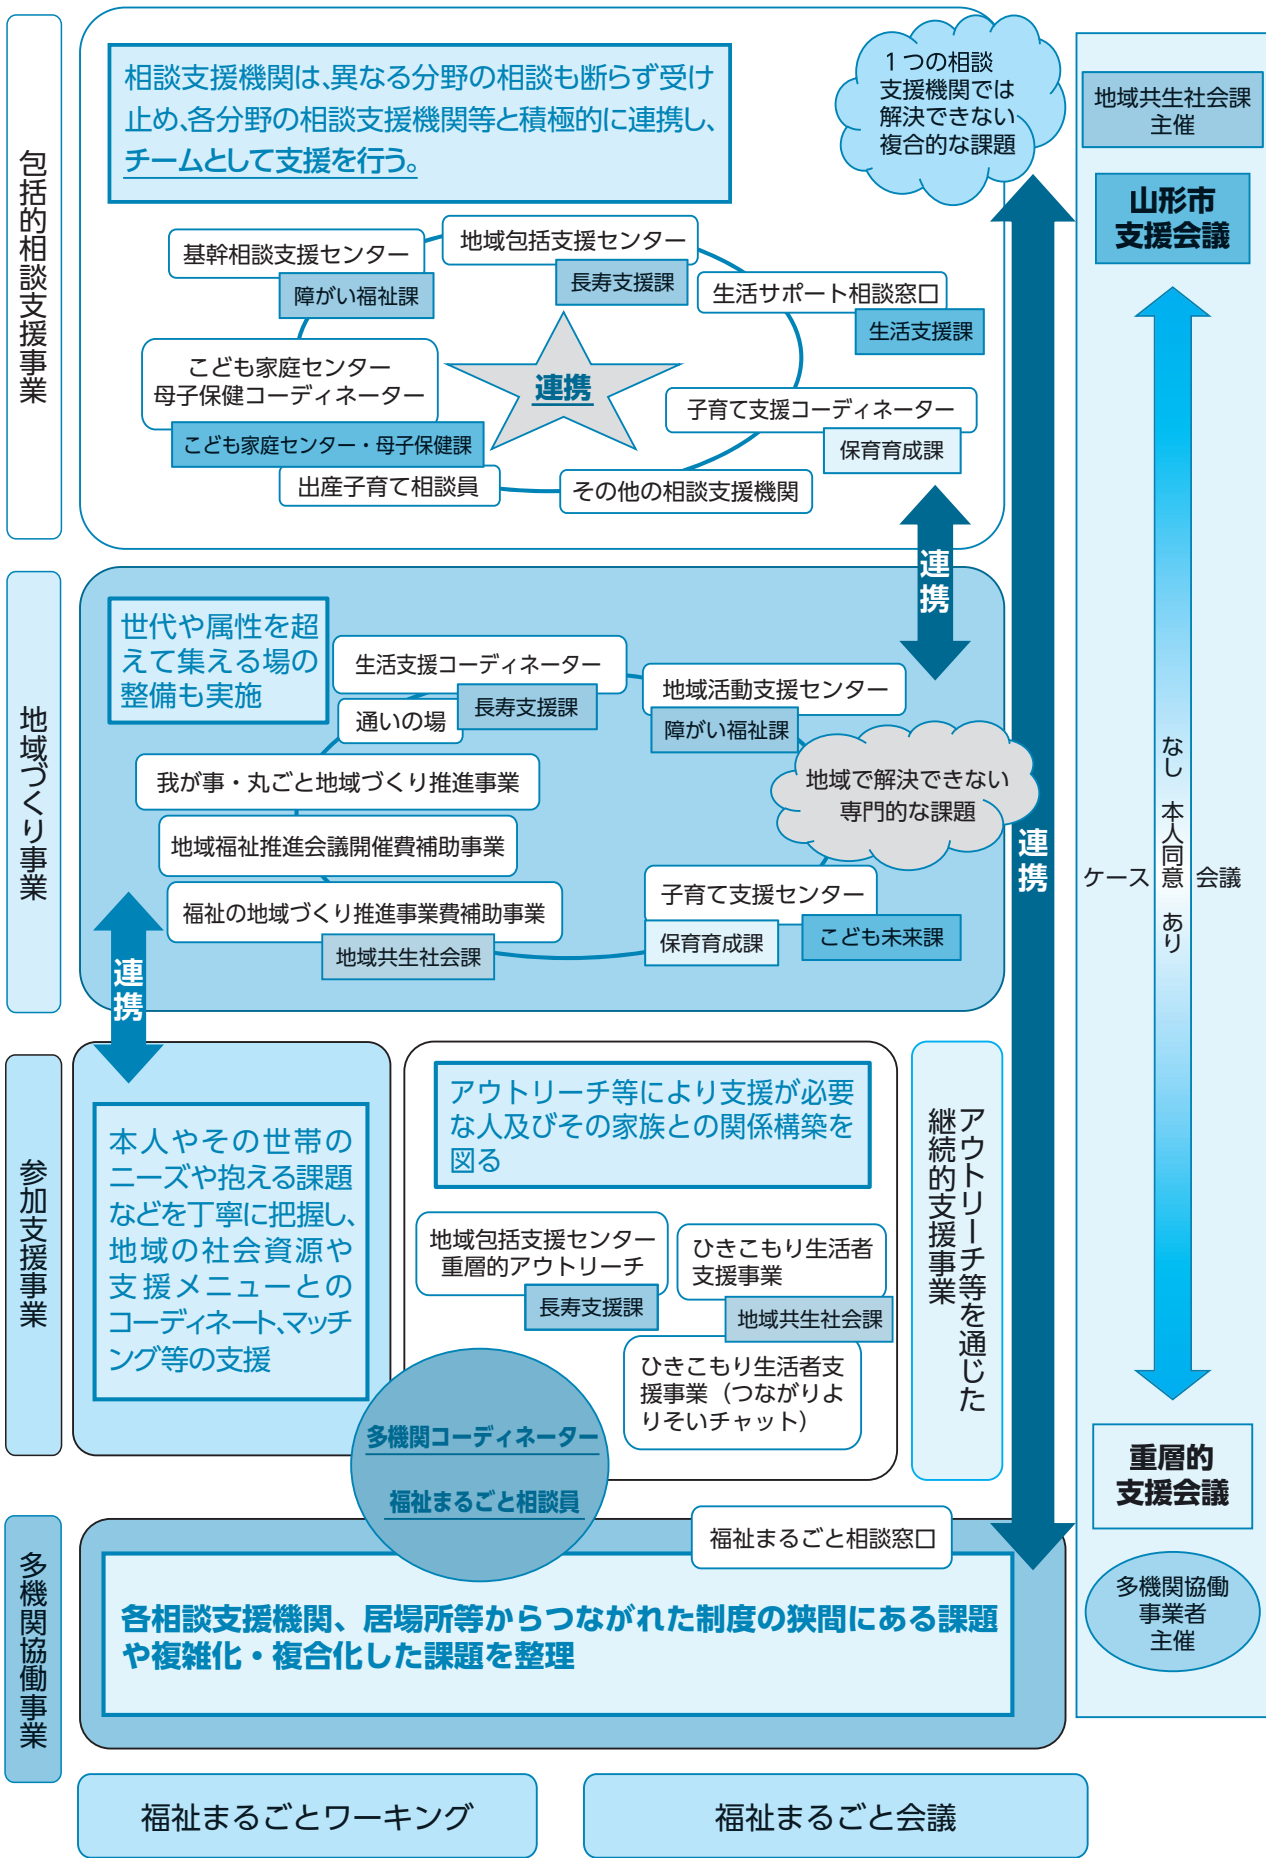 包括的相談支援事業
相談支援機関は、異なる分野の相談も断らず受け
止め、各分野の相談支援機関等と積極的に連携し、
チームとして支援を行う。
1つの相談
支援機関では
解決できない
複合的な課題
基幹相談支援センター
障がい福祉課
地域包括支援センター
長寿支援課
生活サポート相談窓口
生活支援課
こども家庭センター
母子保健コーディネーター
こども家庭センター・母子保健課
連携
子育て支援コーディネーター
保育育成課
出産子育て相談員
その他の相談支援機関
連携
地域づくり事業
世代や属性を超
えて集える場の
整備も実施
生活支援コーディネーター
長寿支援課
通いの場
地域活動支援センター
障がい福祉課
我が事・丸ごと地域づくり推進事業
地域で解決できない
専門的な課題
地域福祉推進会議開催費補助事業
福祉の地域づくり推進事業費補助事業
地域共生社会課
子育て支援センター
保育育成課
こども未来課
連携
連携
参加支援事業
本人やその世帯の
ニーズや抱える課題
などを丁寧に把握し、
地域の社会資源や
支援メニューとの
コーディネート、マッチ
ング等の支援
アウトリーチ等により支援が必要
な人及びその家族との関係構築を
図る
地域包括支援センター
重層的アウトリーチ
長寿支援課
ひきこもり生活者
支援事業
地域共生社会課
ひきこもり生活者支
援事業（つながりよ
りそいチャット）
アウトリーチ等を通じた
継続的支援事業
多機関コーディネーター
福祉まるごと相談員
多機関協働事業
福祉まるごと相談窓口
各相談支援機関、居場所等からつながれた制度の狭間にある課題
や複雑化・複合化した課題を整理
地域共生社会課
主催
山形市
支援会議
ケース
なし 本人同意 あり
会議
重層的
支援会議
多機関協働
事業者
主催
福祉まるごとワーキング
福祉まるごと会議